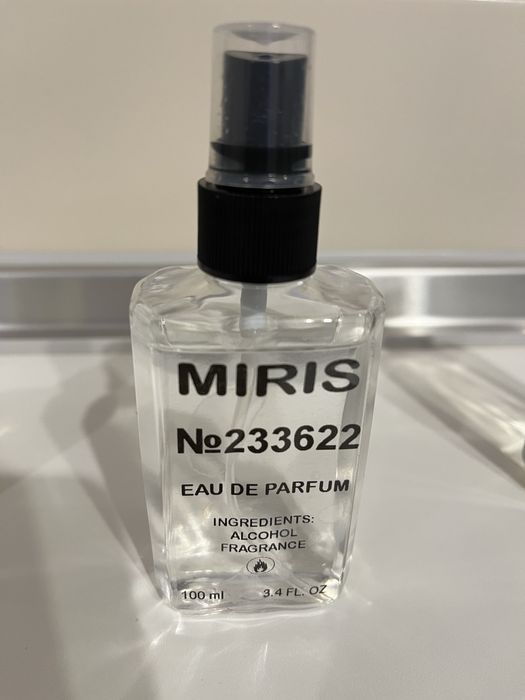 MIRIS
№233622
EAU DE PARFUM
INGREDIENTS:
ALCOHOL
FRAGRANCE
100 ml 3.4 FL. OZ